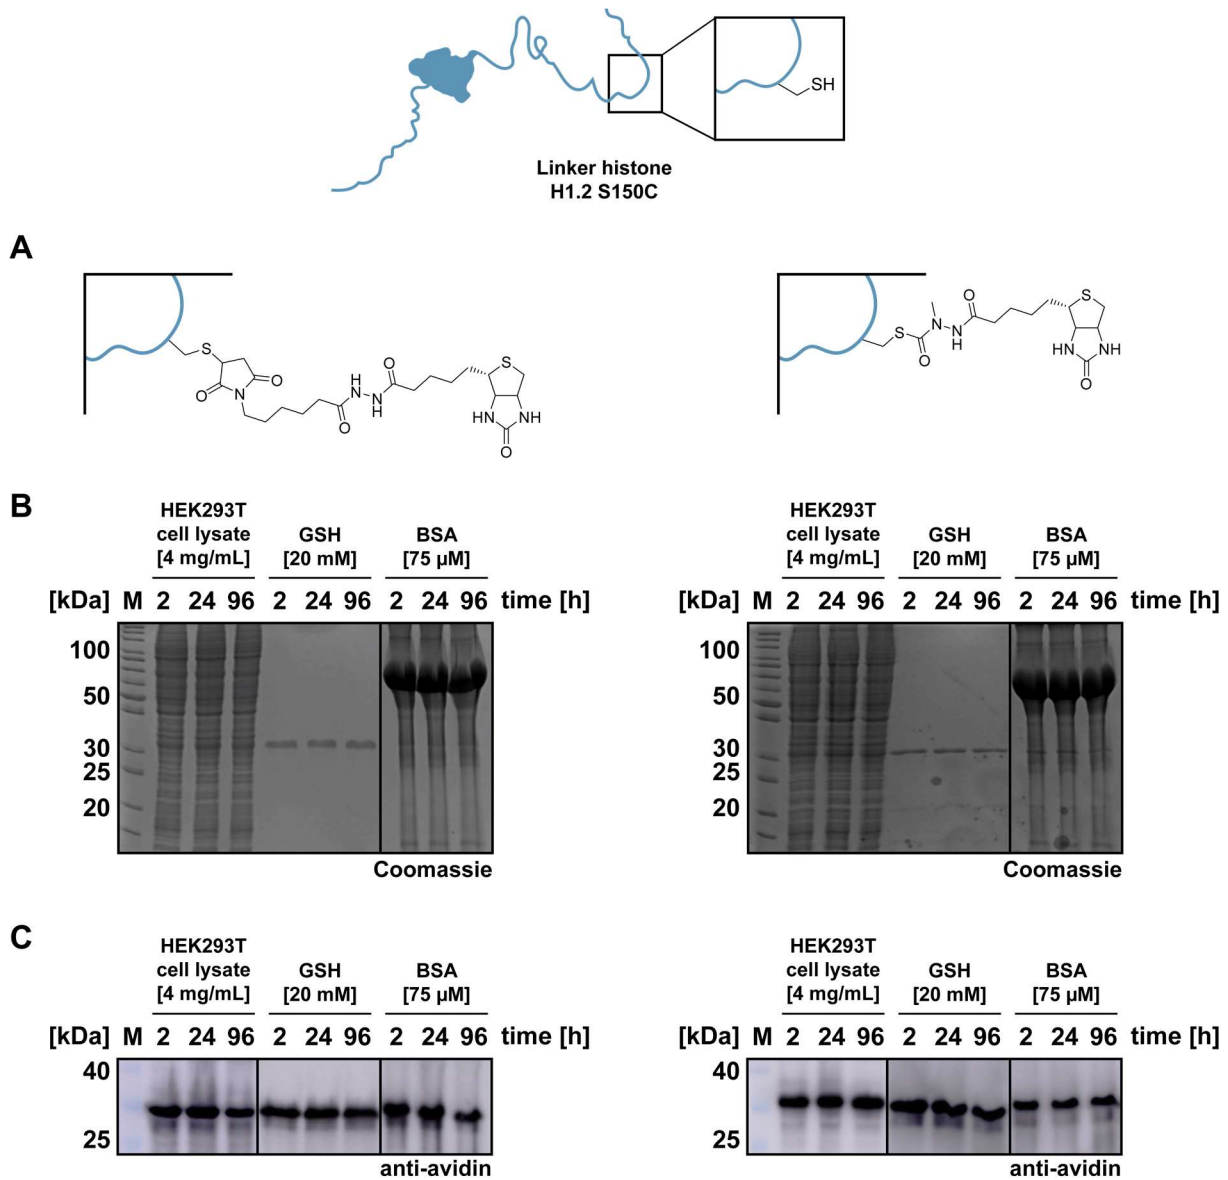 SH
Linker histone
H1.2 S150C
A
S
O
N
O
O
H
N
N
H
O
S
HN
NH
O
S
O
N
N
H
O
S
HN
NH
O
B
HEK293T
cell lysate
[4 mg/mL]
GSH
[20 mM]
BSA
[75 µM]
[kDa] M 2 24 96 2 24 96 2 24 96 time [h]
100
50
30
25
20
Coomassie
HEK293T
cell lysate
[4 mg/mL]
GSH
[20 mM]
BSA
[75 µM]
[kDa] M 2 24 96 2 24 96 2 24 96 time [h]
100
50
30
25
20
Coomassie
C
HEK293T
cell lysate
[4 mg/mL]
GSH
[20 mM]
BSA
[75 µM]
[kDa] M 2 24 96 2 24 96 2 24 96 time [h]
40
25
anti-avidin
HEK293T
cell lysate
[4 mg/mL]
GSH
[20 mM]
BSA
[75 µM]
[kDa] M 2 24 96 2 24 96 2 24 96 time [h]
40
25
anti-avidin